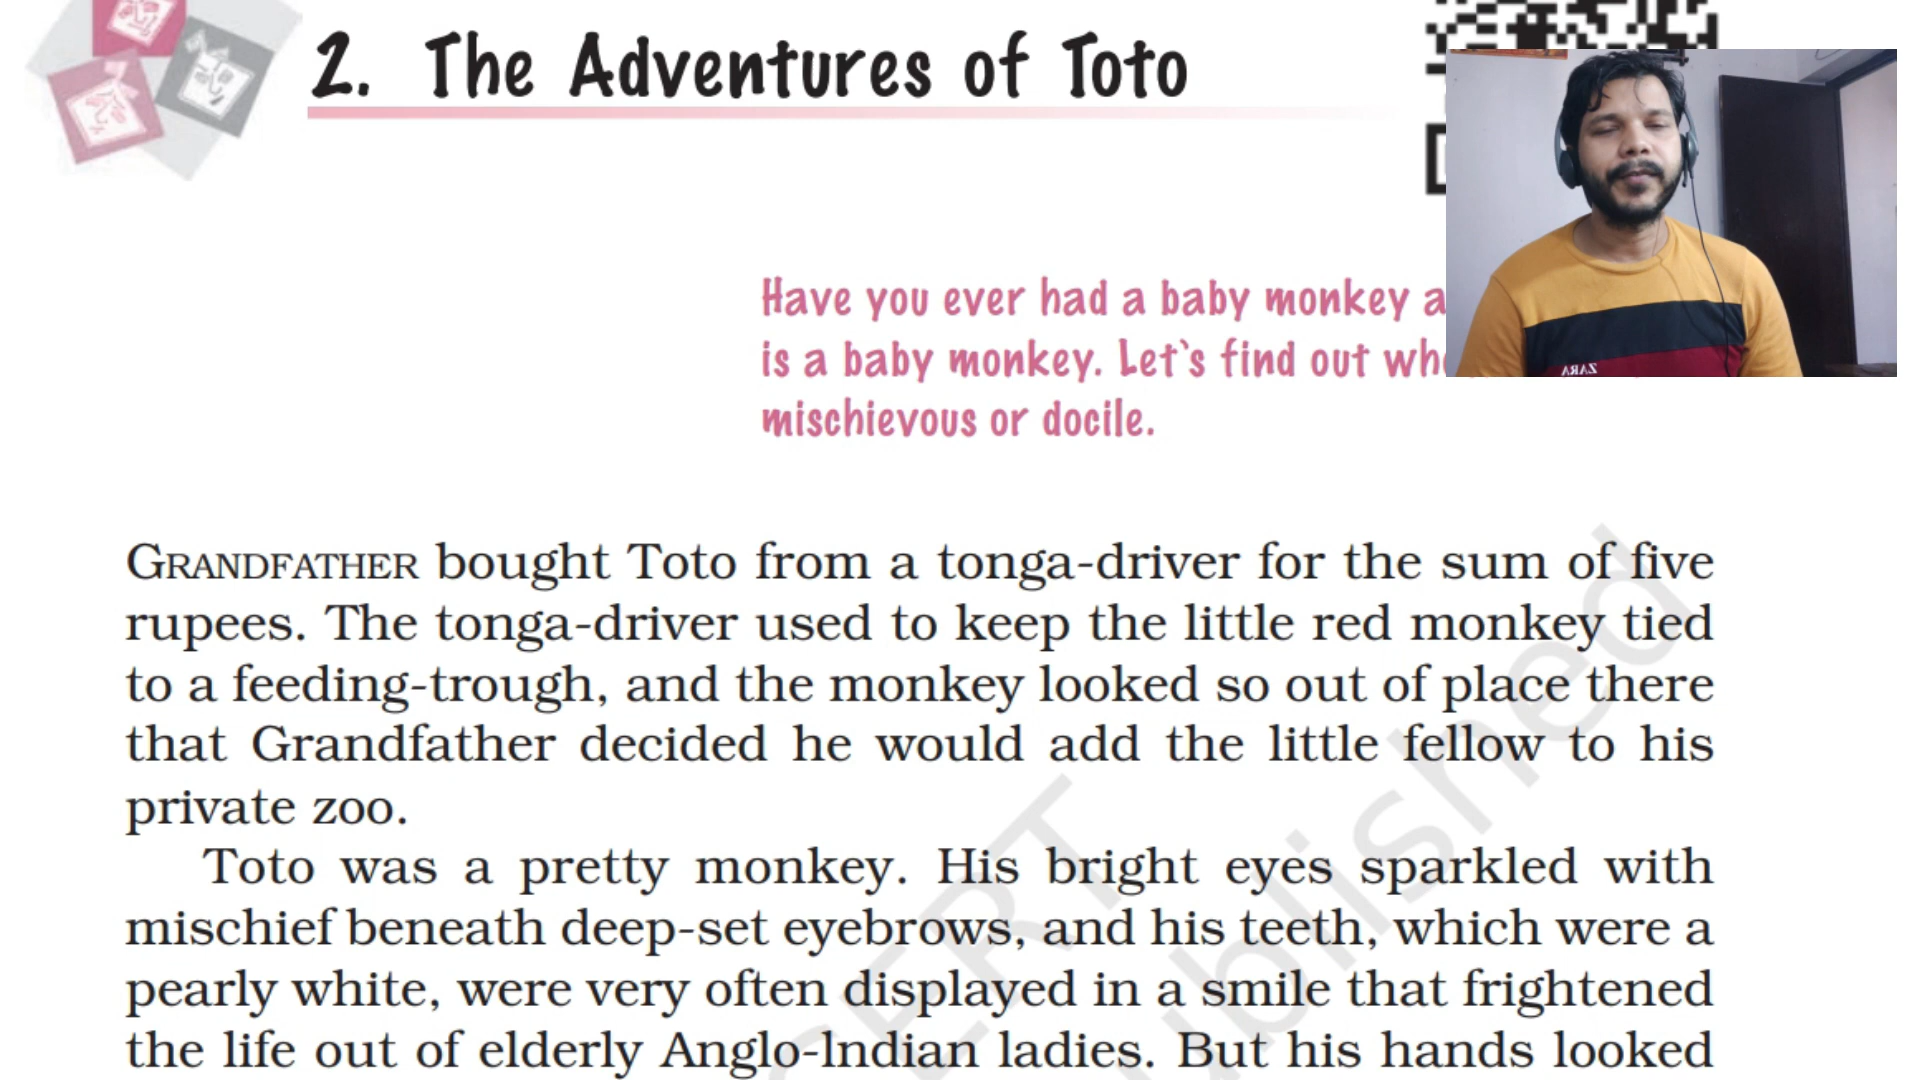 2. The Adventures of Toto
Have you ever had a baby monkey a
is a baby monkey. Let's find out whe
mischievous or docile.
GRANDFATHER bought Toto from a tonga-driver for the sum of five
rupees. The tonga-driver used to keep the little red monkey tied
to a feeding-trough, and the monkey looked so out of place there
that Grandfather decided he would add the little fellow to his
private zoo.
Toto was a pretty monkey. His bright eyes sparkled with
mischief beneath deep-set eyebrows, and his teeth, which were a
pearly white, were very often displayed in a smile that frightened
the life out of elderly Anglo-Indian ladies. But his hands looked
ZARA